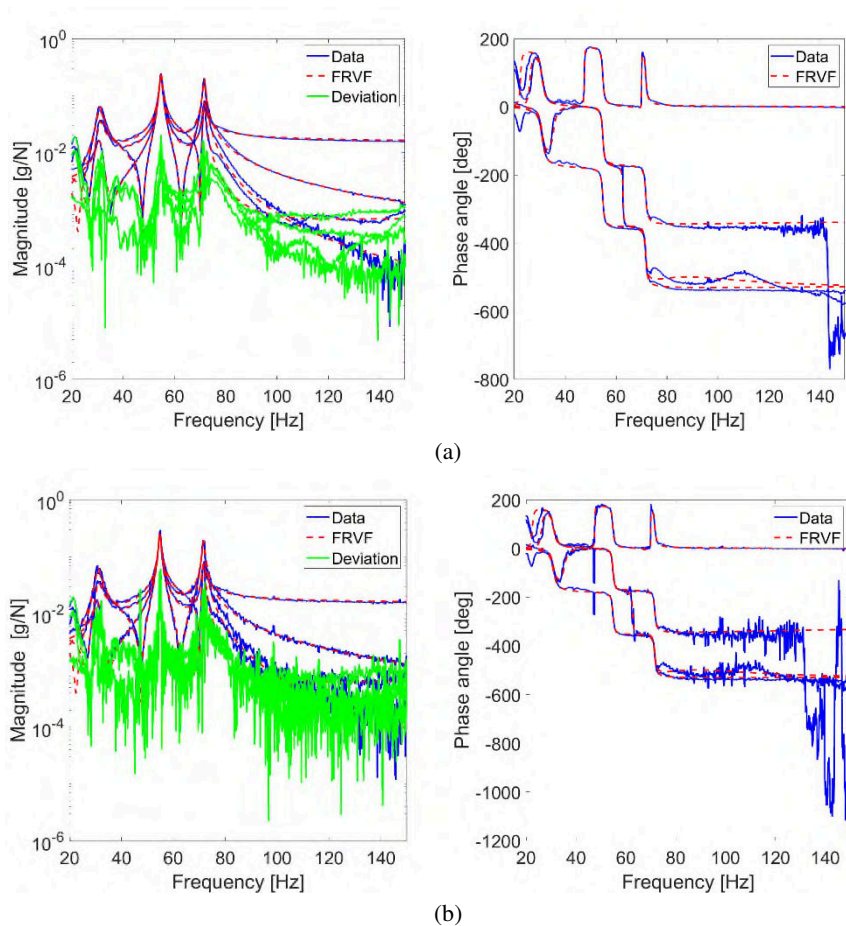 10^0
10^-2
10^-4
10^-6
Magnitude [g/N]
20 40 60 80 100 120 140
Frequency [Hz]
Data
FRVF
Deviation
200
0
-200
-400
-600
-800
Phase angle [deg]
20 40 60 80 100 120 140
Frequency [Hz]
Data
FRVF
(a)
10^0
10^-2
10^-4
10^-6
Magnitude [g/N]
20 40 60 80 100 120 140
Frequency [Hz]
Data
FRVF
Deviation
200
0
-200
-400
-600
-800
-1000
-1200
Phase angle [deg]
20 40 60 80 100 120 140
Frequency [Hz]
Data
FRVF
(b)